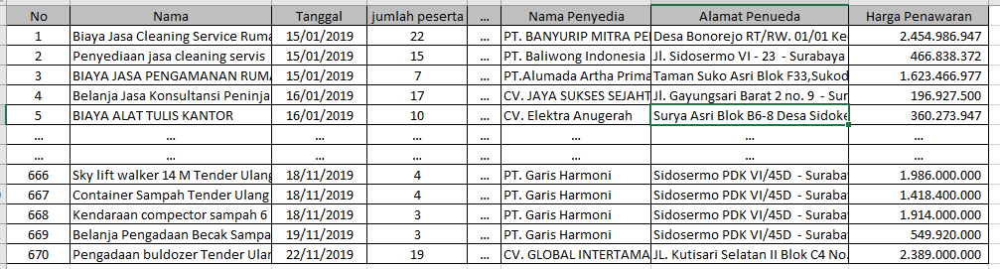 No Nama Tanggal jumlah peserta ... Nama Penyedia Alamat Penueda Harga Penawaran
1 Biaya Jasa Cleaning Service Ruma 15/01/2019 22 ... PT. BANYURIP MITRA PE Desa Bonorejo RT/RW. 01/01 Ke 2.454.986.947
2 Penyediaan jasa cleaning servis 15/01/2019 15 ... PT. Baliwong Indonesia JL. Sidosermo VI - 23 - Surabaya 466.838.372
3 BIAYA JASA PENGAMANAN RUM 15/01/2019 7 ... PT.Alumada Artha Prima Taman Suko Asri Blok F33,Sukod 1.623.466.977
4 Belanja Jasa Konsultansi Peninja 16/01/2019 17 ... CV. JAYA SUKSES SEJAHT Jl. Gayungsari Barat 2 no. 9 - Sur 196.927.500
5 BIAYA ALAT TULIS KANTOR 16/01/2019 10 ... CV. Elektra Anugerah Surya Asri Blok B6-8 Desa Sidoke 360.273.947
... ... ... ... ... ... ...
... ... ... ... ... ... ...
666 Sky lift walker 14 M Tender Ulang 18/11/2019 4 ... PT. Garis Harmoni Sidosermo PDK VI/45D - Suraba 1.986.000.000
667 Container Sampah Tender Ulang 18/11/2019 4 ... PT. Garis Harmoni Sidosermo PDK VI/45D - Suraba 1.418.400.000
668 Kendaraan compector sampah 6 18/11/2019 3 ... PT. Garis Harmoni Sidosermo PDK VI/45D - Suraba 1.914.000.000
669 Belanja Pengadaan Becak Sampa 19/11/2019 3 ... PT. Garis Harmoni Sidosermo PDK VI/45D - Suraba 549.920.000
670 Pengadaan buldozer Tender Ular 22/11/2019 19 ... CV. GLOBAL INTERTAMA JL. Kutisari Selatan II Blok C4 No. 2.389.000.000